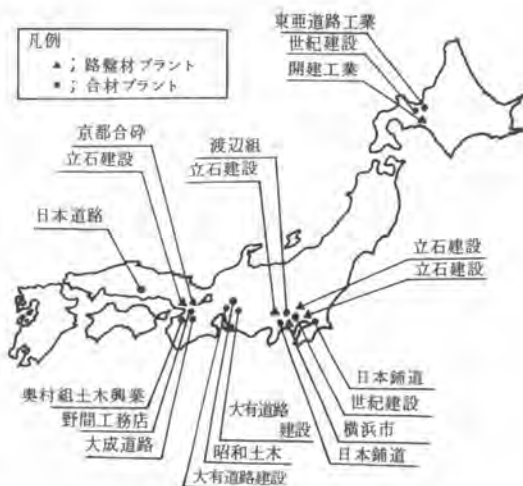 凡例
▲；路盤材プラント
●；合材プラント
東亜道路工業
世紀建設
開建工業
京都合砕
立石建設
日本道路
渡辺組
立石建設
立石建設
立石建設
奥村組土木興業
野間工務店
大成道路
大有道路
建設
昭和土木
大有道路建設
日本鋪道
世紀建設
横浜市
日本鋪道